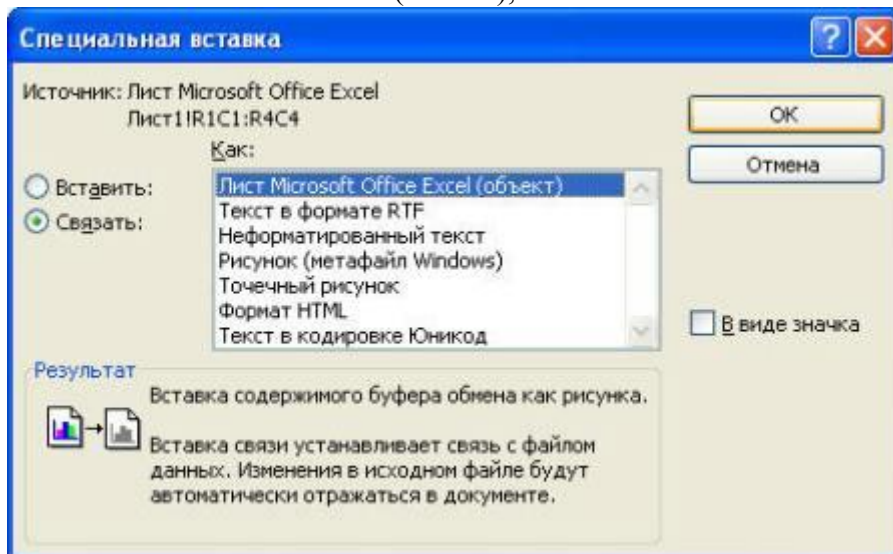 Специальная вставка
Источник: Лист Microsoft Office Excel
Лист1!R1C1:R4C4
Как:
Вставить:
Связать:
Лист Microsoft Office Excel (объект)
Текст в формате RTF
Неформатированный текст
Рисунок (метафайл Windows)
Точечный рисунок
Формат HTML
Текст в кодировке Юникод
ОК
Отмена
В виде значка
Результат
Вставка содержимого буфера обмена как рисунка.
Вставка связи устанавливает связь с файлом
данных. Изменения в исходном файле будут
автоматически отражаться в документе.